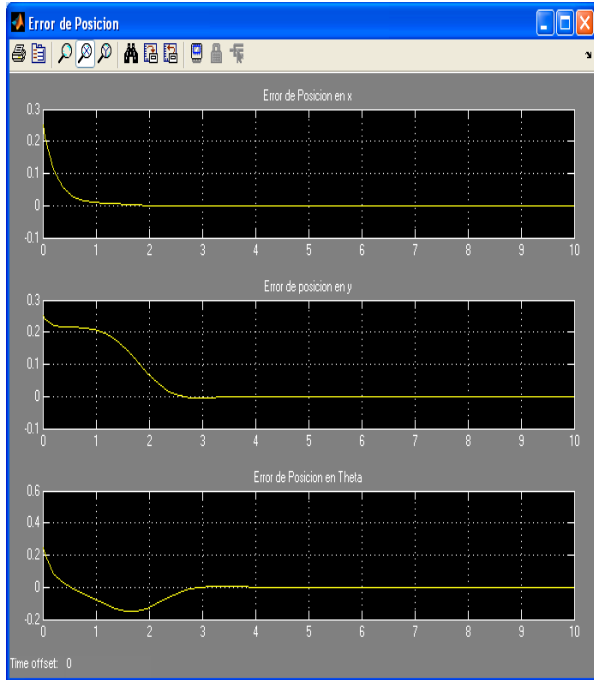 Error de Posicion
Error de Posicion en x
0.3
0.2
0.1
0
-0.1
0 1 2 3 4 5 6 7 8 9 10
Error de posicion en y
0.3
0.2
0.1
0
-0.1
0 1 2 3 4 5 6 7 8 9 10
Error de Posicion en Theta
0.6
0.4
0.2
0
-0.2
0 1 2 3 4 5 6 7 8 9 10
Time offset: 0